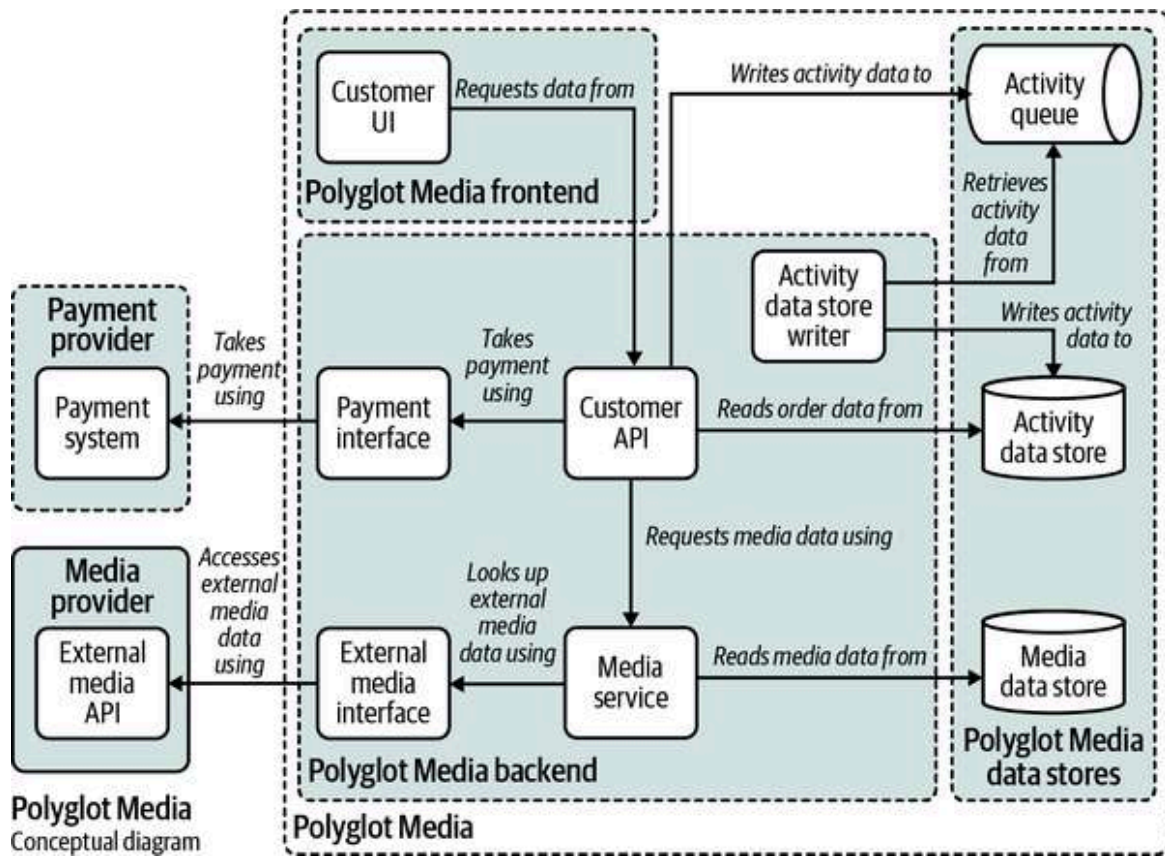 Customer
UI
Requests data from
Polyglot Media frontend
Writes activity data to
Activity
queue
Retrieves
activity
data
from
Activity
data store
writer
Writes activity
data to
Payment
provider
Payment
system
Takes
payment
using
Payment
interface
Takes
payment
using
Customer
API
Reads order data from
Activity
data store
Requests media data using
Media
provider
External
media
API
Accesses
external
media
data
using
External
media
interface
Looks up
external
media
data using
Media
service
Reads media data from
Media
data store
Polyglot Media backend
Polyglot Media
data stores
Polyglot Media
Polyglot Media
Conceptual diagram